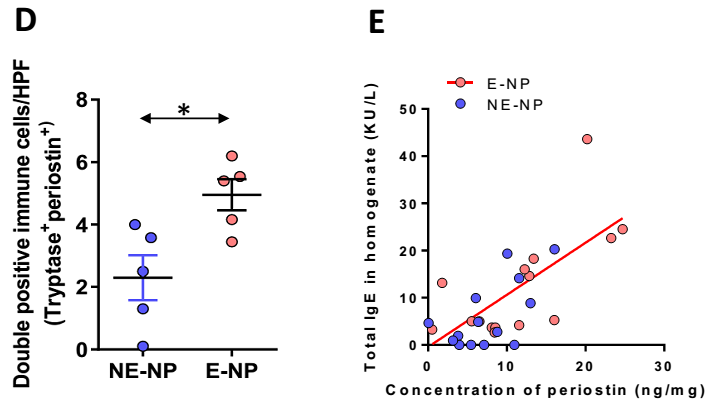 D
Double positive immune cells/HPF
(Tryptase⁺periostin⁺)
8
6
4
2
0
*
NE-NP
E-NP
E
E-NP
NE-NP
Total IgE in homogenate (KU/L)
50
40
30
20
10
0
0
10
20
30
Concentration of periostin (ng/mg)